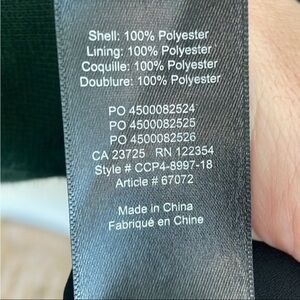 Shell: 100% Polyester
Lining: 100% Polyester
Coquille: 100% Polyester
Doublure: 100% Polyester
PO 4500082524
PO 4500082525
PO 4500082526
CA 23725 RN 122354
Style # CCP4-8997-18
Article # 67072
Made in China
Fabriqué en Chine